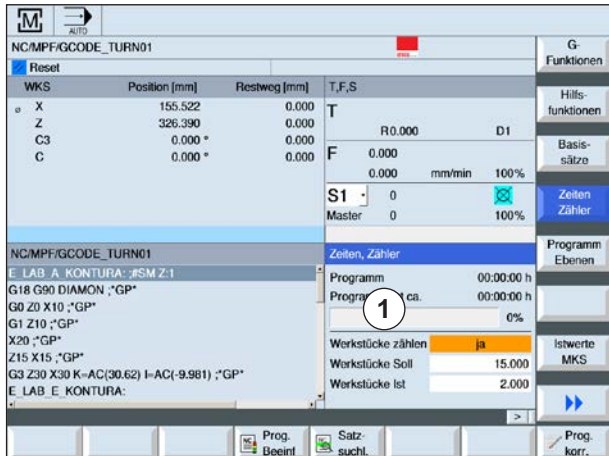 M
AUTO
NC/MPF/GCODE_TURN01
Reset
WKS Position [mm] Restweg [mm]
X 155.522 0.000
Z 326.390 0.000
C3 0.000 ° 0.000
C 0.000 ° 0.000
T,F,S
T
R0.000 D1
F 0.000
0.000 mm/min 100%
S1 0
Master 0 100%
NC/MPF/GCODE_TURN01
E_LAB_A_KONTURA: ;#SM Z:1
G18 G90 DIAMON ;*GP*
G0 Z0 X10 ;*GP*
G1 Z10 ;*GP*
X20 ;*GP*
Z15 X15 ;*GP*
G3 Z30 X30 K=AC(30.62) I=AC(-9.981) ;*GP*
E_LAB_E_KONTURA:
Zeiten, Zähler
Programm 00:00:00 h
ca. 00:00:00 h
1
0%
Werkstücke zählen ja
Werkstücke Soll 15.000
Werkstücke Ist 2.000
>
G-
Funktionen
Hilfs-
funktionen
Basis-
sätze
Zeiten
Zähler
Programm
Ebenen
Istwerte
MKS
Prog.
Beeinf
Satz-
suchl.
Prog.
korr.